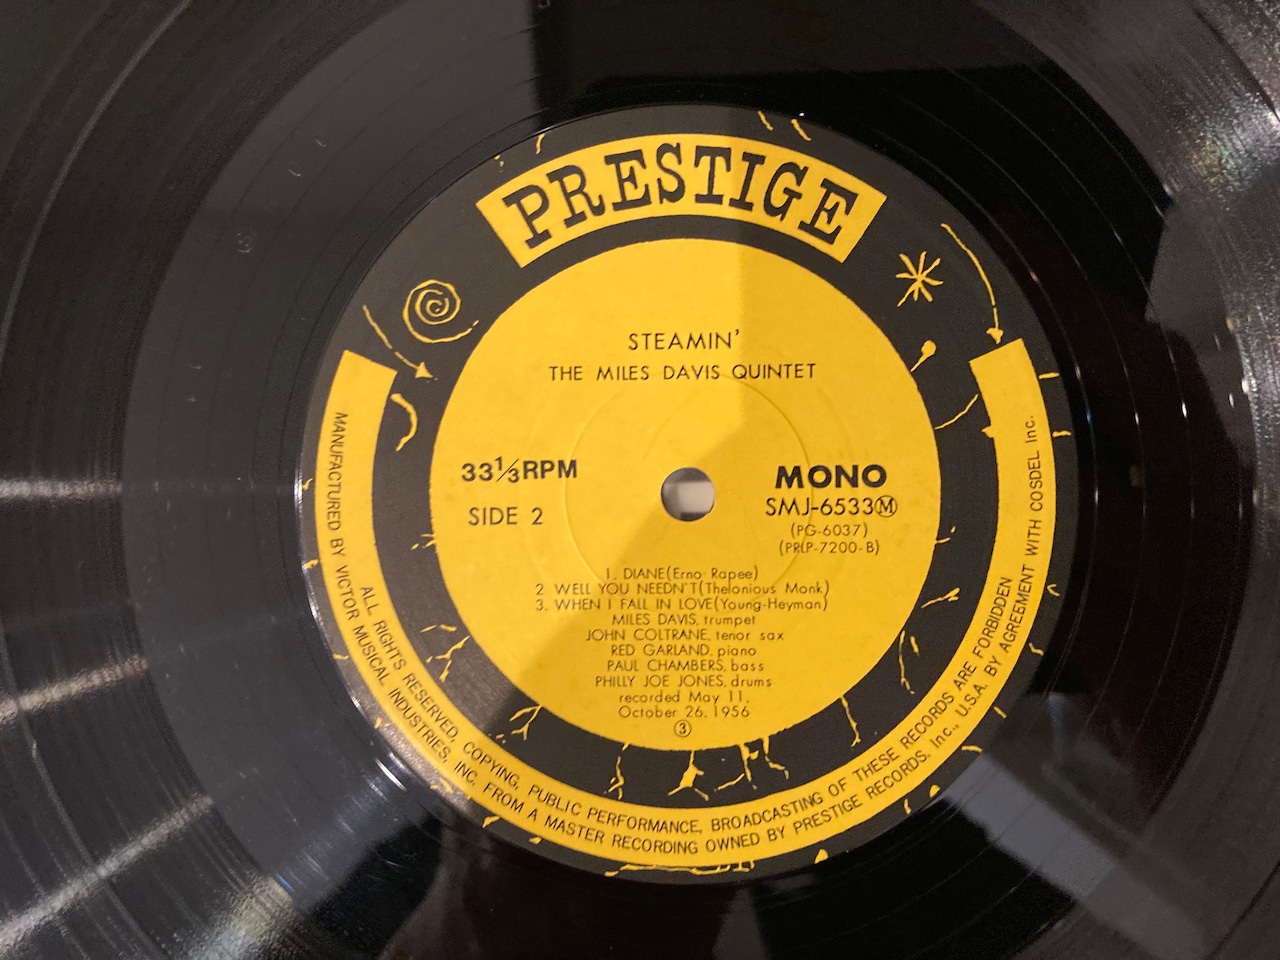 PRESTIGE
STEAMIN'
THE MILES DAVIS QUINTET
33⅓RPM
SIDE 2
MONO
SMJ-6533Ⓜ
(PG-6037)
(PRLP-7200-B)
1. DIANE(Erno Rapee)
2 WELL YOU NEEDN'T(Thelonious Monk)
3. WHEN I FALL IN LOVE(Young-Heyman)
MILES DAVIS, trumpet
JOHN COLTRANE, tenor sax
RED GARLAND, piano
PAUL CHAMBERS, bass
PHILLY JOE JONES, drums
recorded May 11,
October 26, 1956
③
ALL RIGHTS RESERVED, COPYING, PUBLIC PERFORMANCE, BROADCASTING OF THESE RECORDS ARE FORBIDDEN
MANUFACTURED BY VICTOR MUSICAL INDUSTRIES, INC. FROM A MASTER RECORDING OWNED BY PRESTIGE RECORDS. Inc., U.S.A. BY AGREEMENT WITH COSDEL Inc.